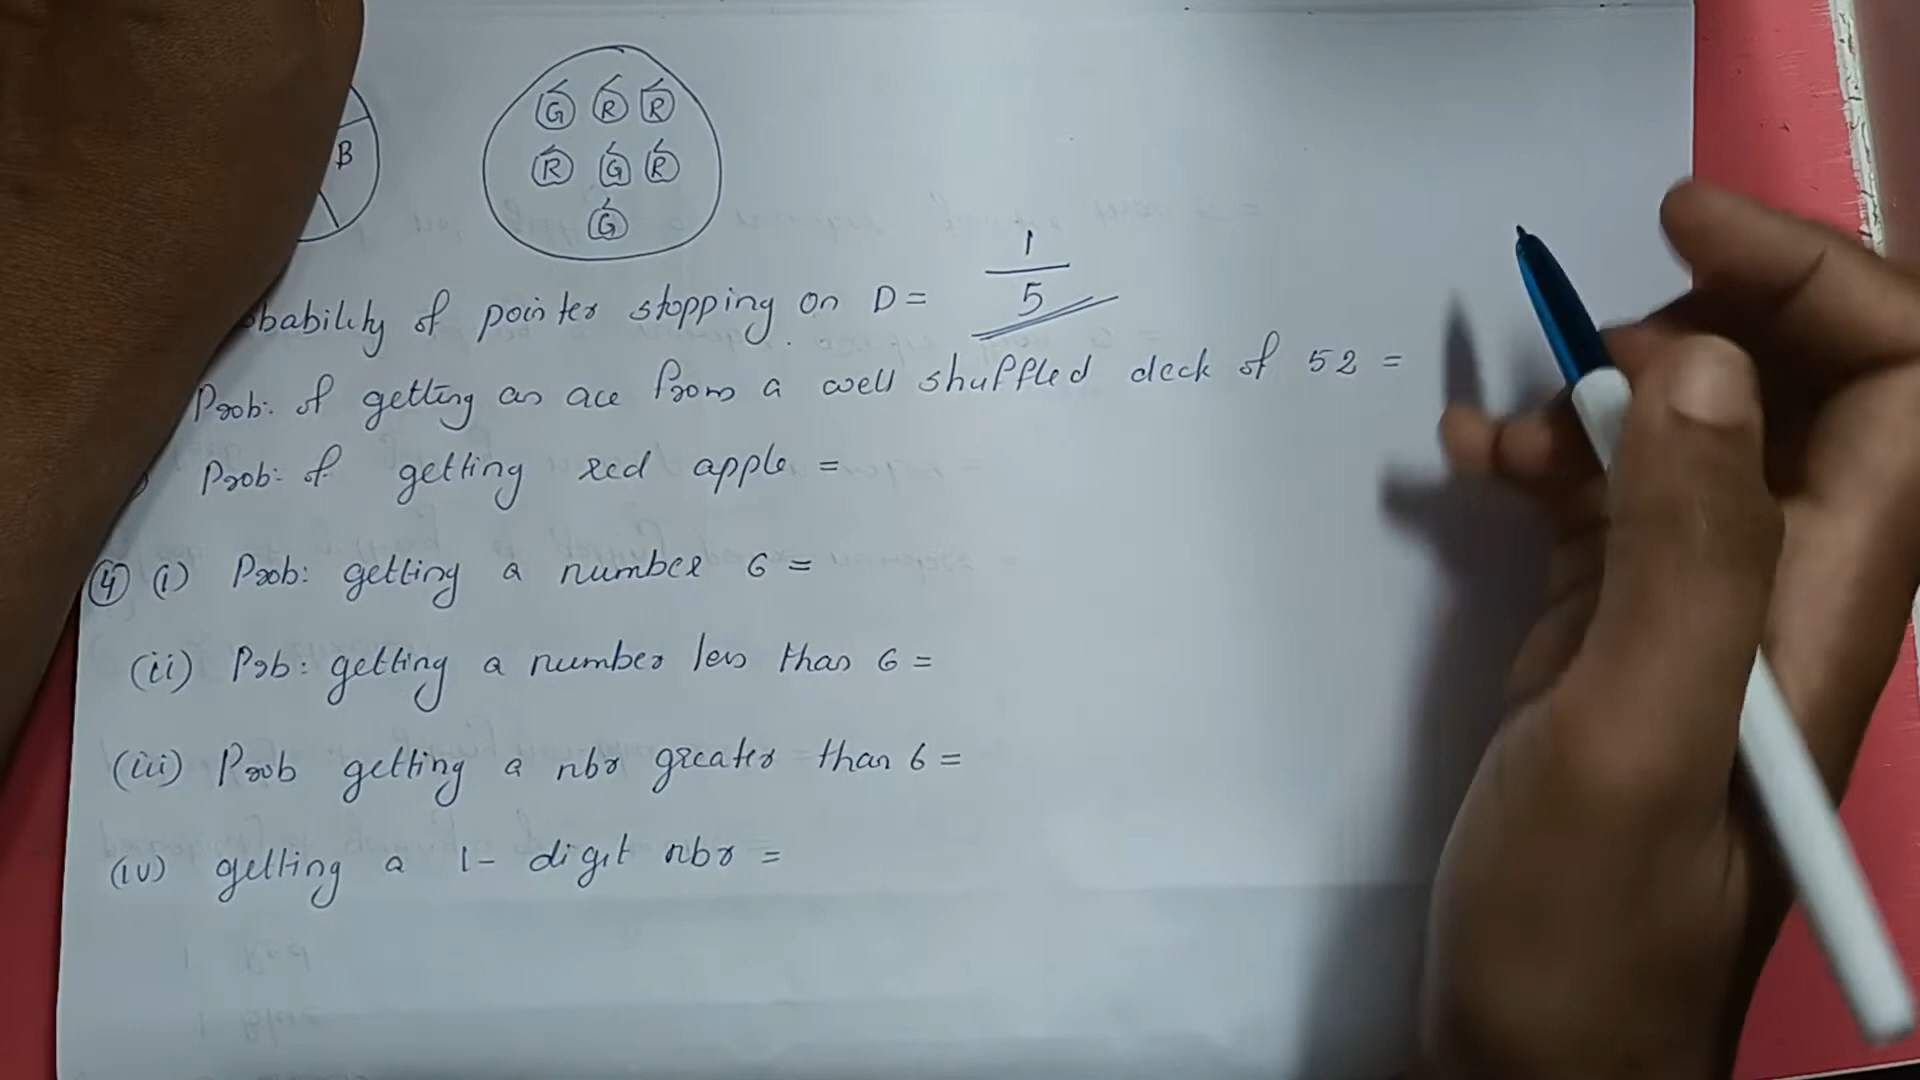 B
G R R
R G R
G
bability of pointer stopping on D = 1/5
Prob: of getting an ace from a well shuffled deck of 52 =
Prob: of getting red apple =
4 (i) Prob: getting a number 6 =
(ii) Prob: getting a number less than 6 =
(iii) Prob getting a nbr greater than 6 =
(iv) getting a 1- digit nbr =